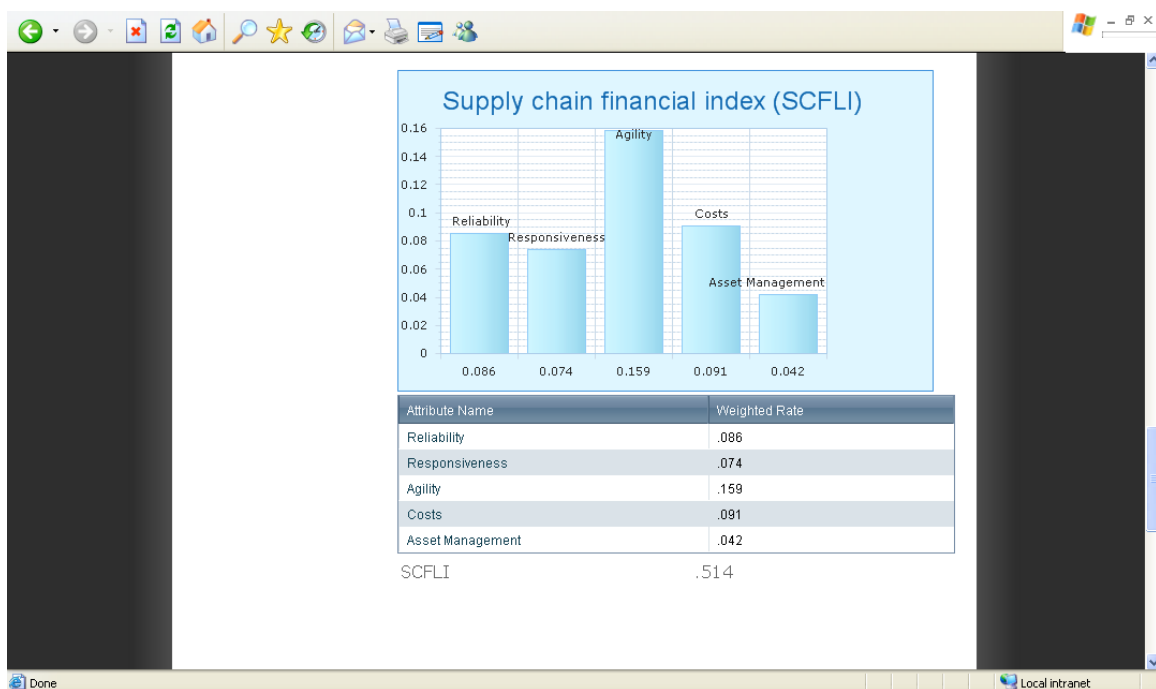 Supply chain financial index (SCFLI)
0.16
0.14
0.12
0.1
0.08
0.06
0.04
0.02
0
Reliability
Responsiveness
Agility
Costs
Asset Management
0.086 0.074 0.159 0.091 0.042
Attribute Name Weighted Rate
Reliability .086
Responsiveness .074
Agility .159
Costs .091
Asset Management .042
SCFLI .514
Done Local intranet